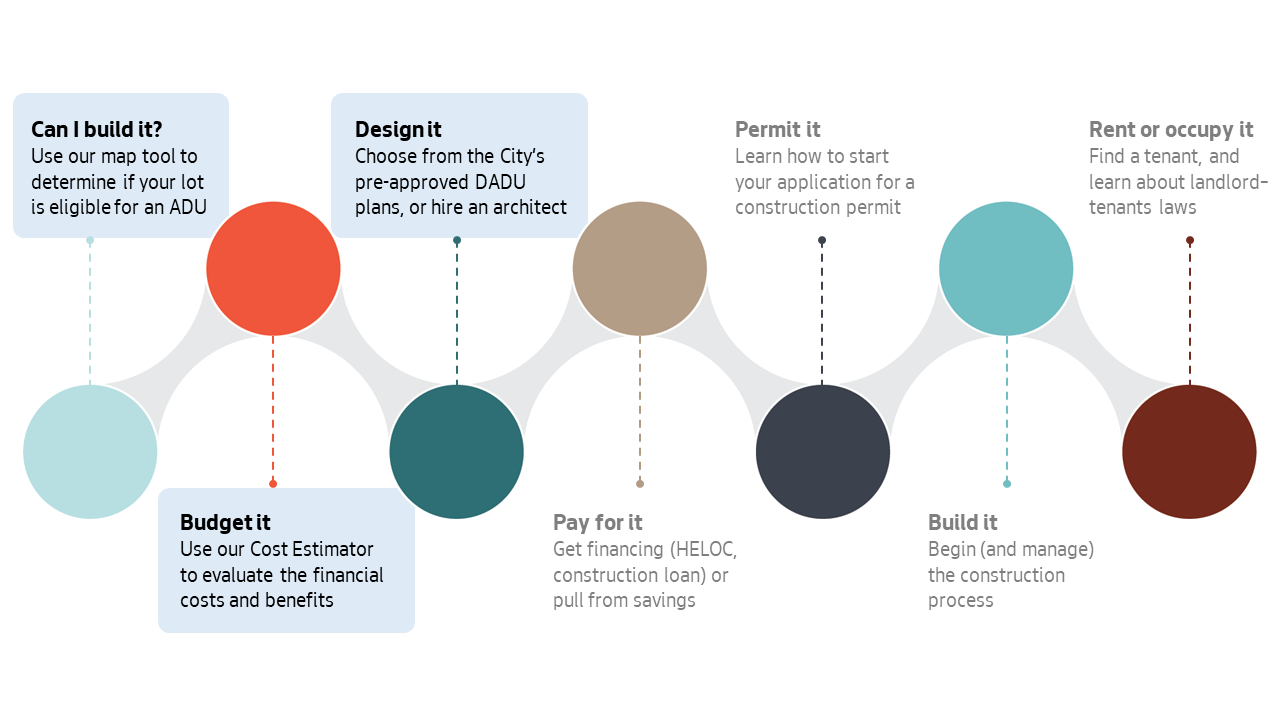 Can I build it?
Use our map tool to
determine if your lot
is eligible for an ADU
Budget it
Use our Cost Estimator
to evaluate the financial
costs and benefits
Design it
Choose from the City's
pre-approved DADU
plans, or hire an architect
Pay for it
Get financing (HELOC,
construction loan) or
pull from savings
Permit it
Learn how to start
your application for a
construction permit
Build it
Begin (and manage)
the construction
process
Rent or occupy it
Find a tenant, and
learn about landlord-
tenants laws